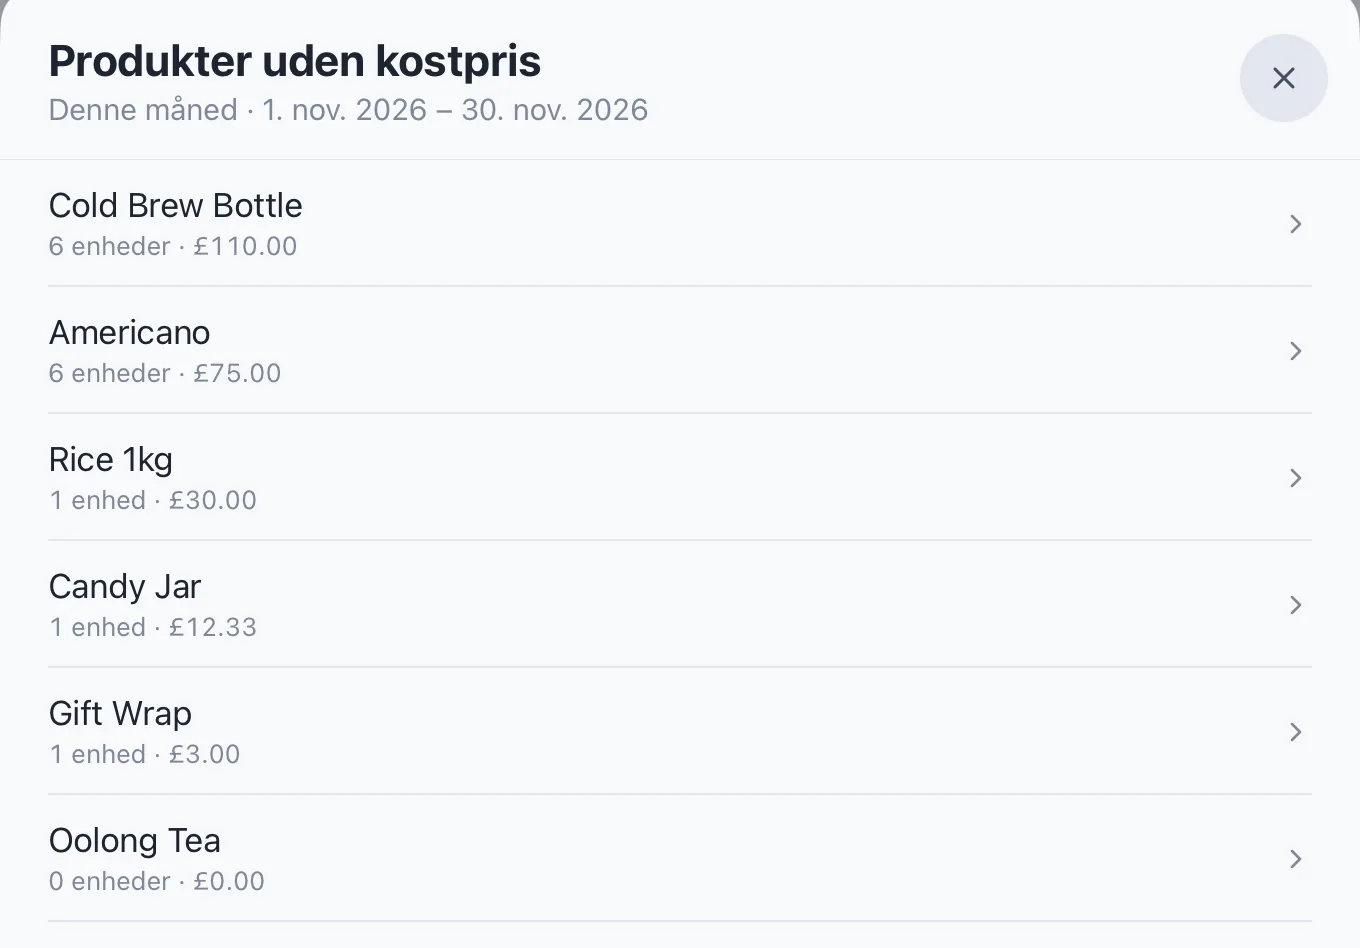 Produkter uden kostpris
Denne måned · 1. nov. 2026 – 30. nov. 2026
Cold Brew Bottle
6 enheder · £110.00
Americano
6 enheder · £75.00
Rice 1kg
1 enhed · £30.00
Candy Jar
1 enhed · £12.33
Gift Wrap
1 enhed · £3.00
Oolong Tea
0 enheder · £0.00